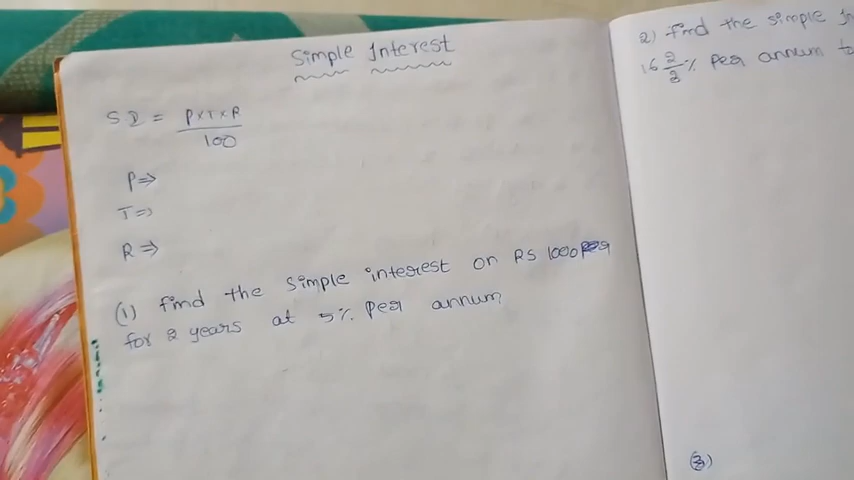 Simple Interest
SI = P×T×R
100
P⇒
T⇒
R⇒
(1) find the simple interest on RS 1000
for 2 years at 5% Per annum
2) find the simple
16 2/3 % Per annum
(3)